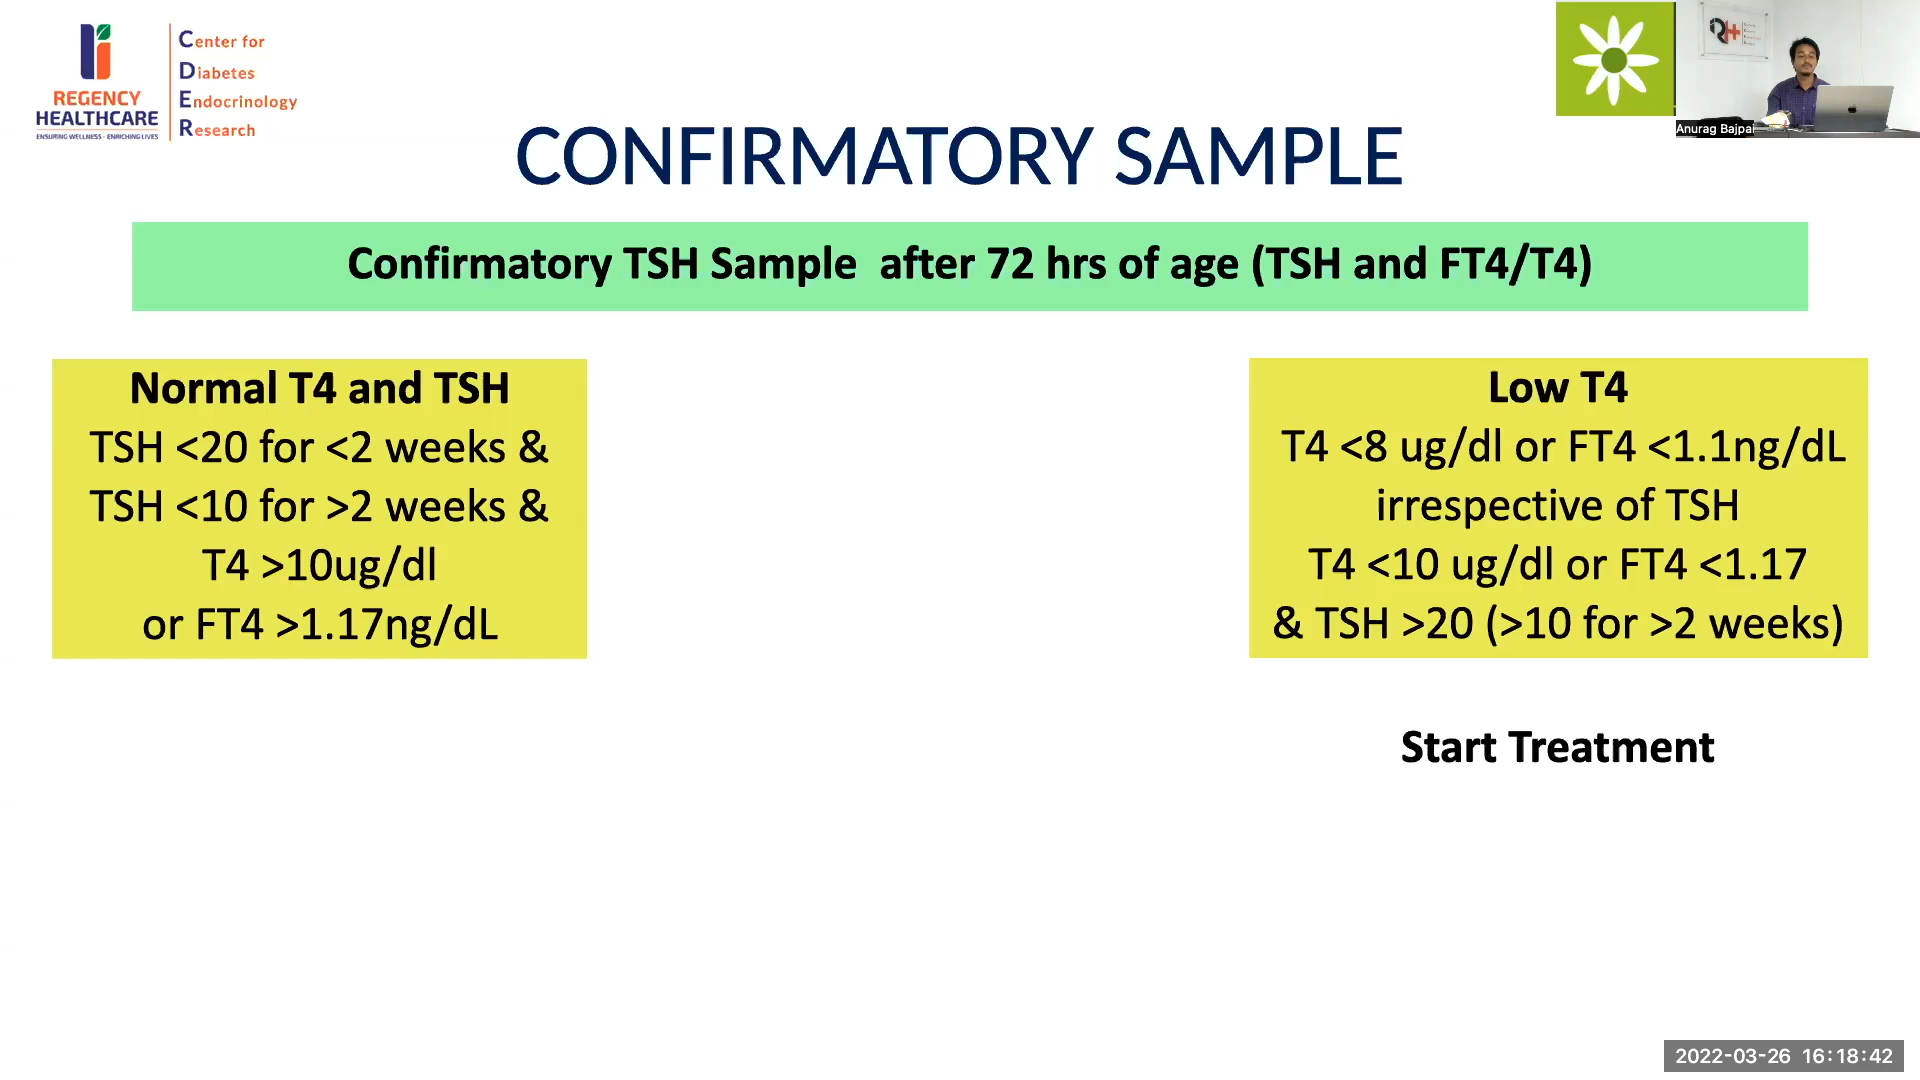 REGENCY
HEALTHCARE
ENSURING WELLNESS - ENRICHING LIVES
Center for
Diabetes
Endocrinology
Research
Anurag Bajpai
CONFIRMATORY SAMPLE
Confirmatory TSH Sample after 72 hrs of age (TSH and FT4/T4)
Normal T4 and TSH
TSH <20 for <2 weeks &
TSH <10 for >2 weeks &
T4 >10ug/dl
or FT4 >1.17ng/dL
Low T4
T4 <8 ug/dl or FT4 <1.1ng/dL
irrespective of TSH
T4 <10 ug/dl or FT4 <1.17
& TSH >20 (>10 for >2 weeks)
Start Treatment
2022-03-26 16:18:42